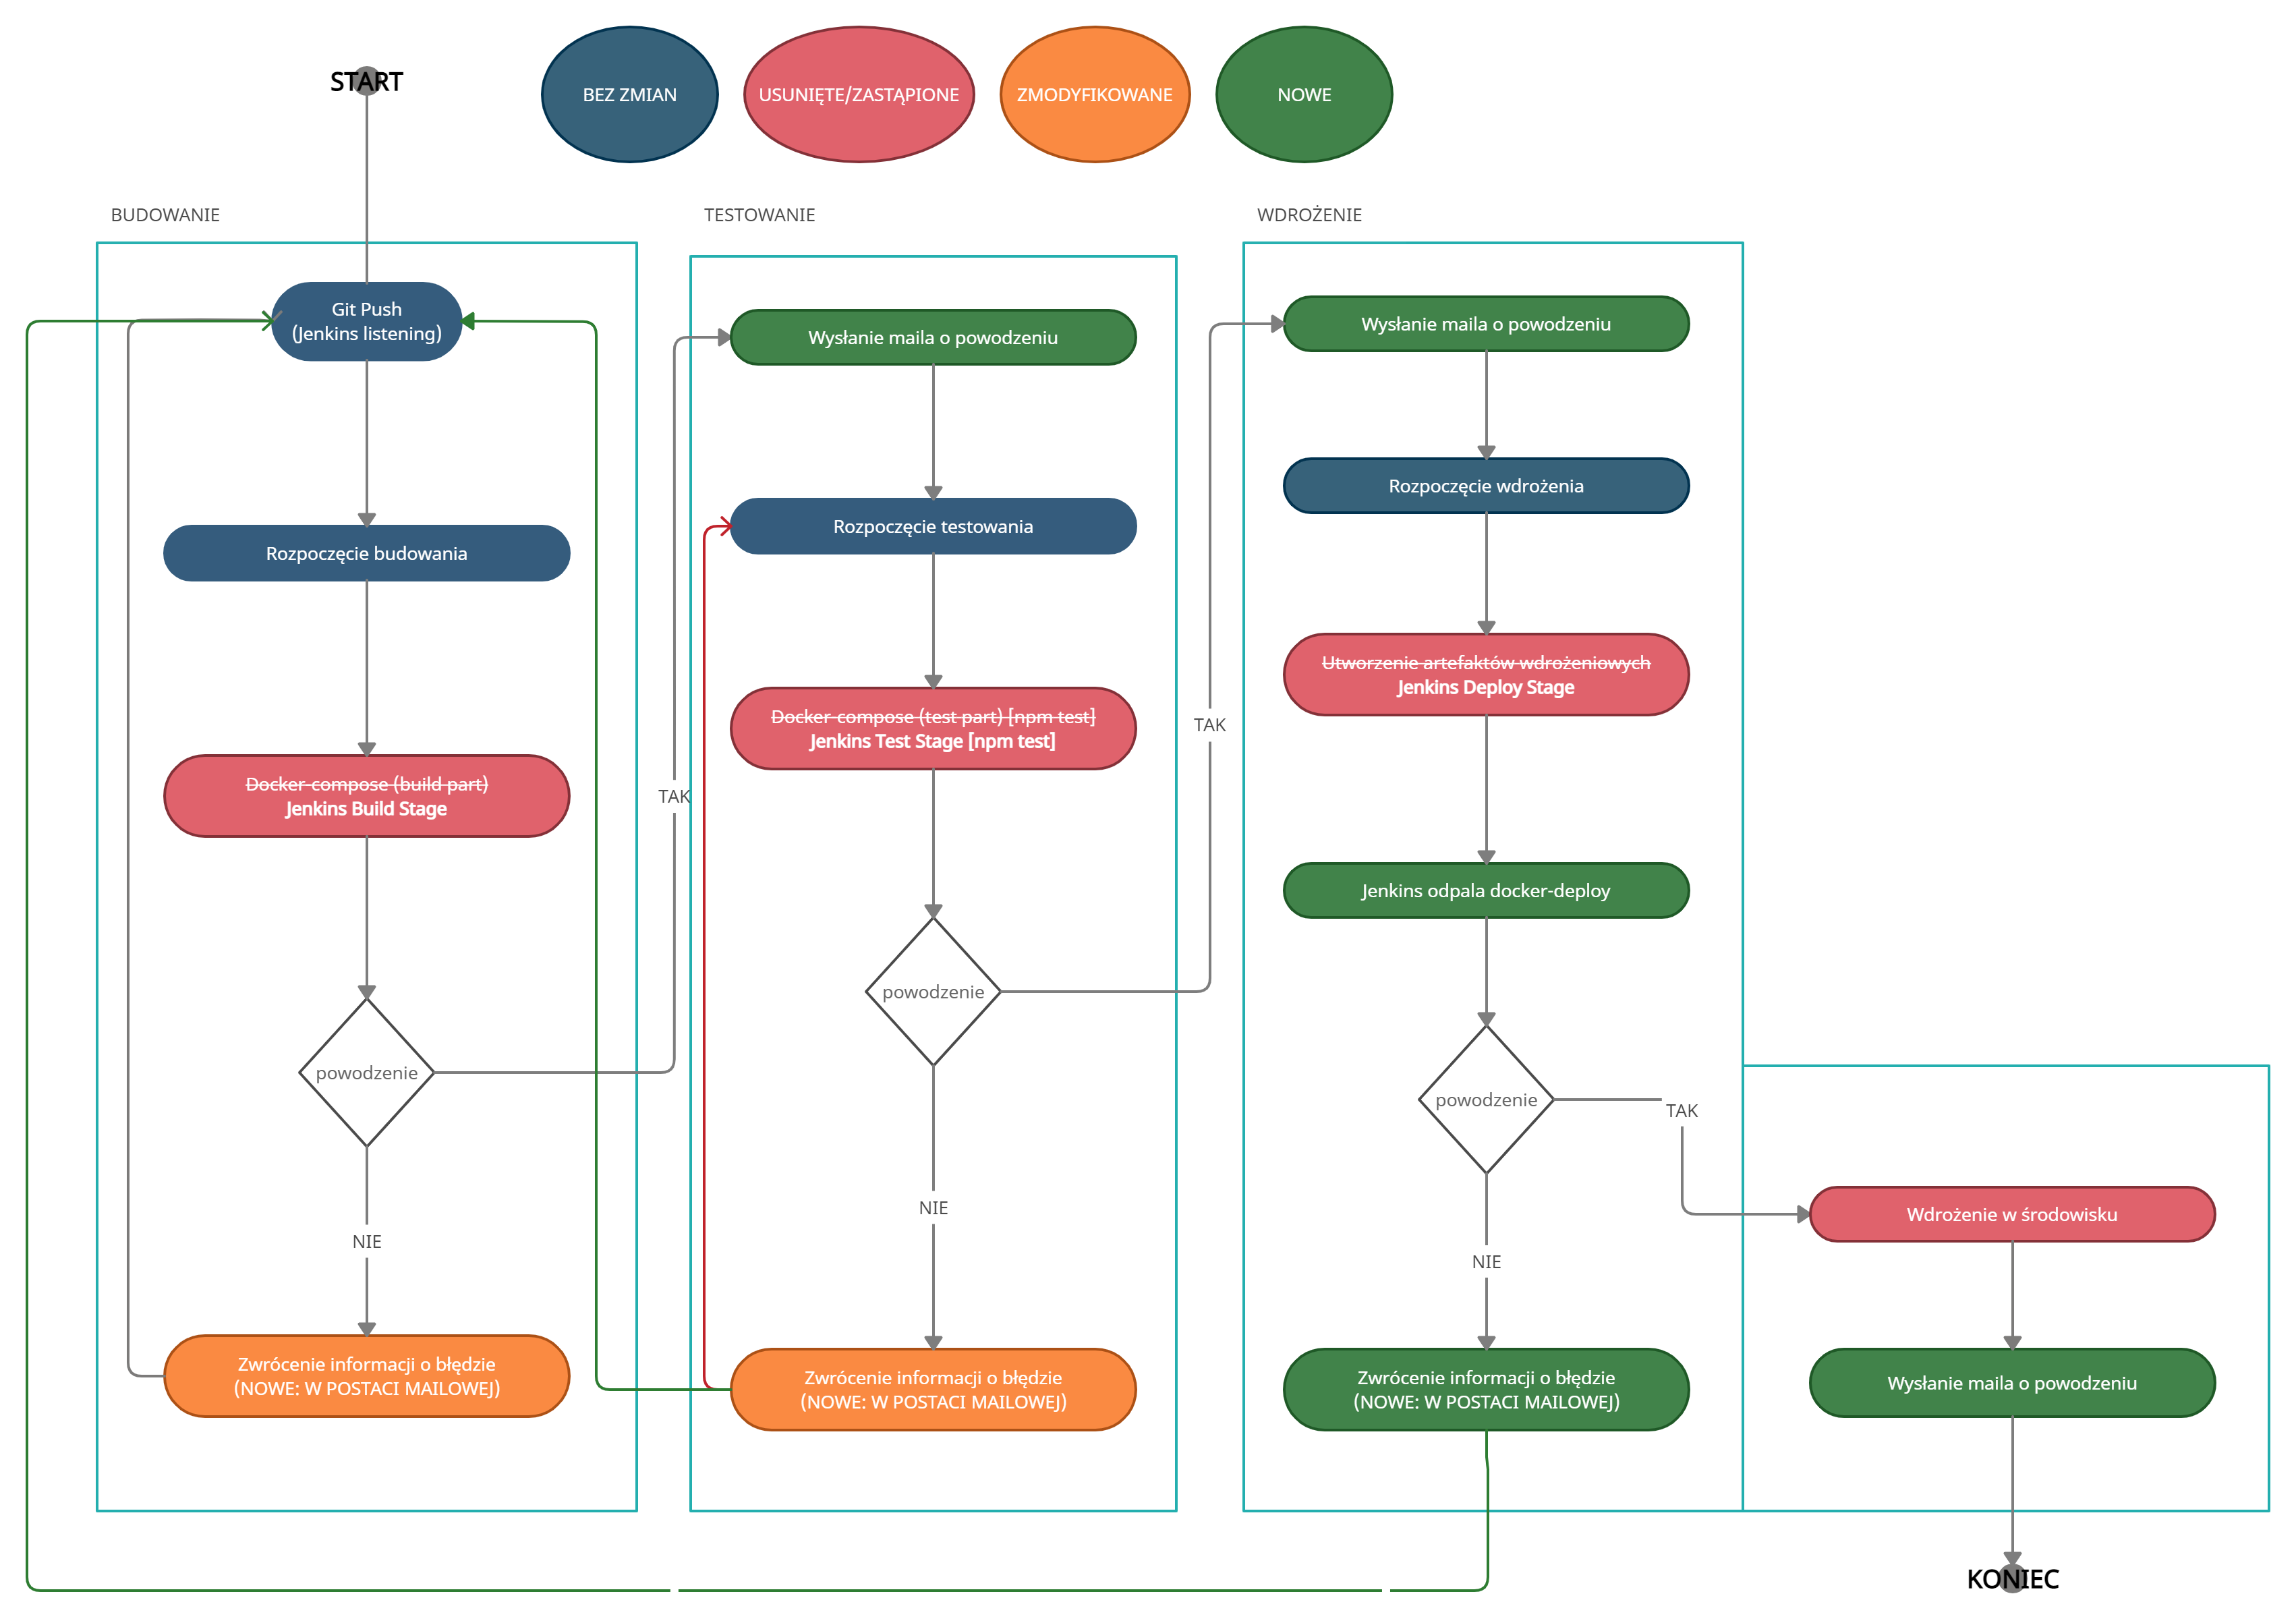 START
BEZ ZMIAN
USUNIĘTE/ZASTĄPIONE
ZMODYFIKOWANE
NOWE
BUDOWANIE
Git Push
(Jenkins listening)
Rozpoczęcie budowania
Docker-compose (build part)
Jenkins Build Stage
powodzenie
TAK
NIE
Zwrócenie informacji o błędzie
(NOWE: W POSTACI MAILOWEJ)
TESTOWANIE
Wysłanie maila o powodzeniu
Rozpoczęcie testowania
Docker-compose (test part) [npm test]
Jenkins Test Stage [npm test]
powodzenie
TAK
NIE
Zwrócenie informacji o błędzie
(NOWE: W POSTACI MAILOWEJ)
WDROŻENIE
Wysłanie maila o powodzeniu
Rozpoczęcie wdrożenia
Utworzenie artefaktów wdrożeniowych
Jenkins Deploy Stage
Jenkins odpala docker-deploy
powodzenie
TAK
NIE
Zwrócenie informacji o błędzie
(NOWE: W POSTACI MAILOWEJ)
Wdrożenie w środowisku
Wysłanie maila o powodzeniu
KONIEC